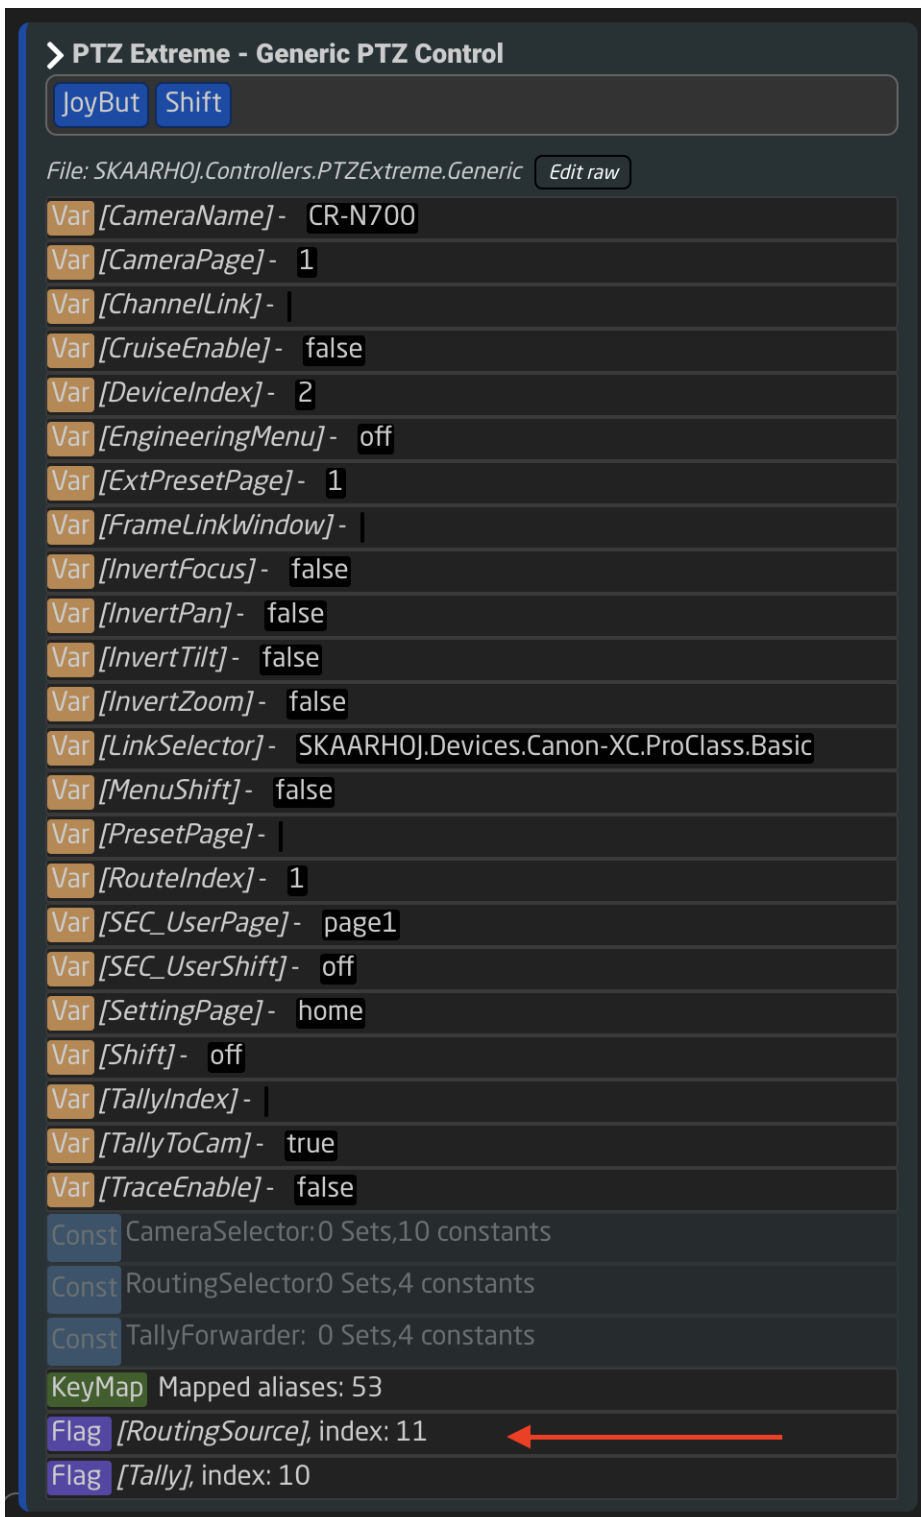 PTZ Extreme - Generic PTZ Control
JoyBut Shift
File: SKAARHOJ.Controllers.PTZExtreme.Generic Edit raw
Var [CameraName] - CR-N700
Var [CameraPage] - 1
Var [ChannelLink] -
Var [CruiseEnable] - false
Var [DeviceIndex] - 2
Var [EngineeringMenu] - off
Var [ExtPresetPage] - 1
Var [FrameLinkWindow] -
Var [InvertFocus] - false
Var [InvertPan] - false
Var [InvertTilt] - false
Var [InvertZoom] - false
Var [LinkSelector] - SKAARHOJ.Devices.Canon-XC.ProClass.Basic
Var [MenuShift] - false
Var [PresetPage] -
Var [RouteIndex] - 1
Var [SEC_UserPage] - page1
Var [SEC_UserShift] - off
Var [SettingPage] - home
Var [Shift] - off
Var [TallyIndex] -
Var [TallyToCam] - true
Var [TraceEnable] - false
Const CameraSelector: 0 Sets,10 constants
Const RoutingSelector:0 Sets,4 constants
Const TallyForwarder: 0 Sets,4 constants
KeyMap Mapped aliases: 53
Flag [RoutingSource], index: 11
Flag [Tally], index: 10